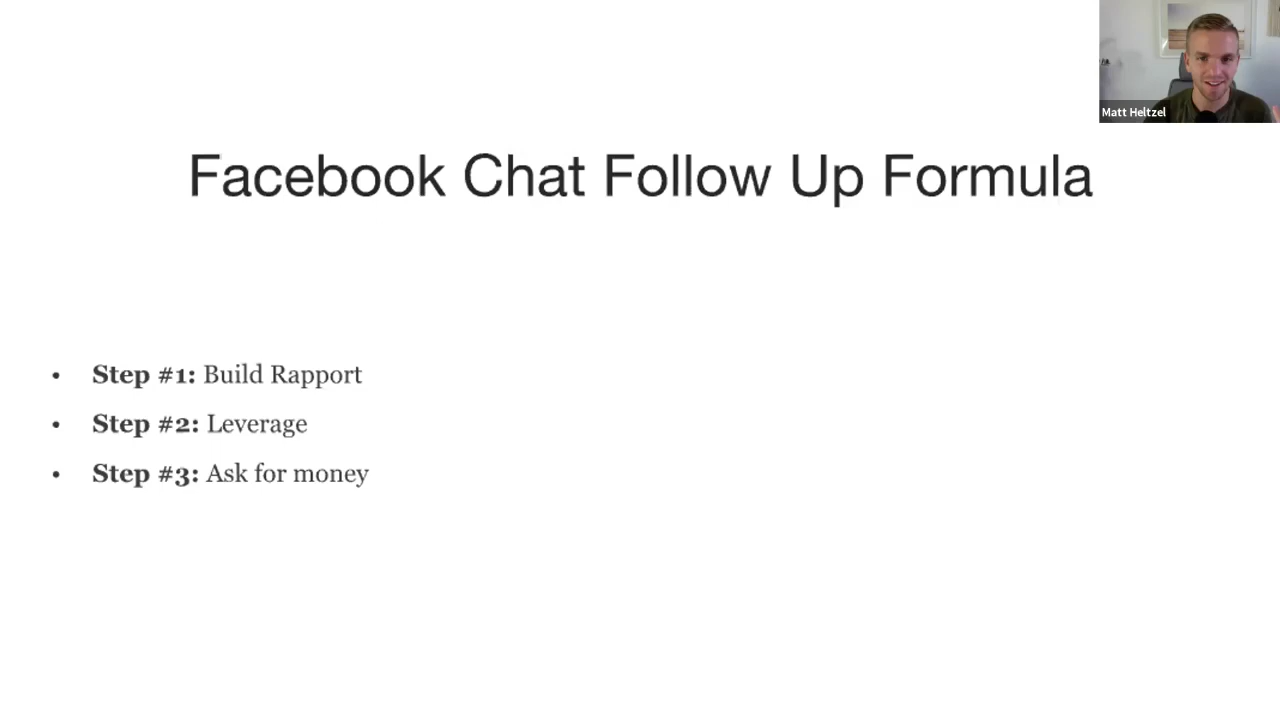 Matt Heltzel
Facebook Chat Follow Up Formula
• Step #1: Build Rapport
• Step #2: Leverage
• Step #3: Ask for money